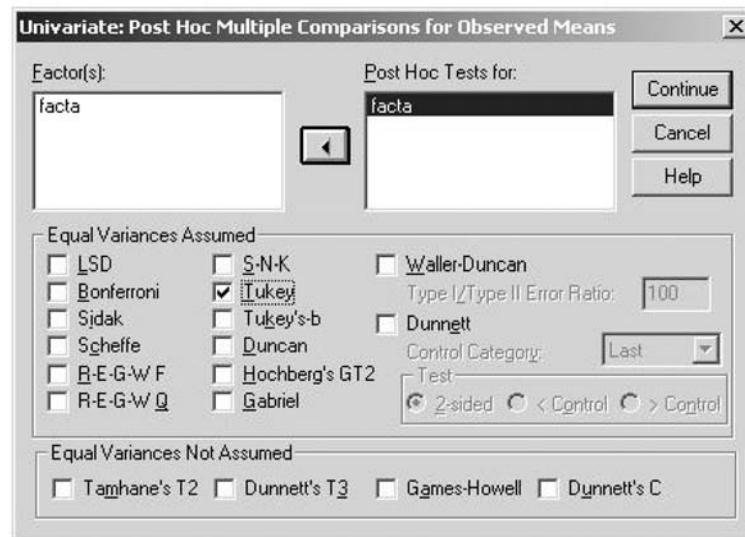 Univariate: Post Hoc Multiple Comparisons for Observed Means
Factor(s):
facta
Post Hoc Tests for:
facta
Continue
Cancel
Help
Equal Variances Assumed
LSD S-N-K Waller-Duncan
Bonferroni Tukey Type I/Type II Error Ratio: 100
Sidak Tukey's-b Dunnett
Scheffe Duncan Control Category: Last
R-E-G-W F Hochberg's GT2 Test
R-E-G-W Q Gabriel 2-sided < Control > Control
Equal Variances Not Assumed
Tamhane's T2 Dunnett's T3 Games-Howell Dunnett's C